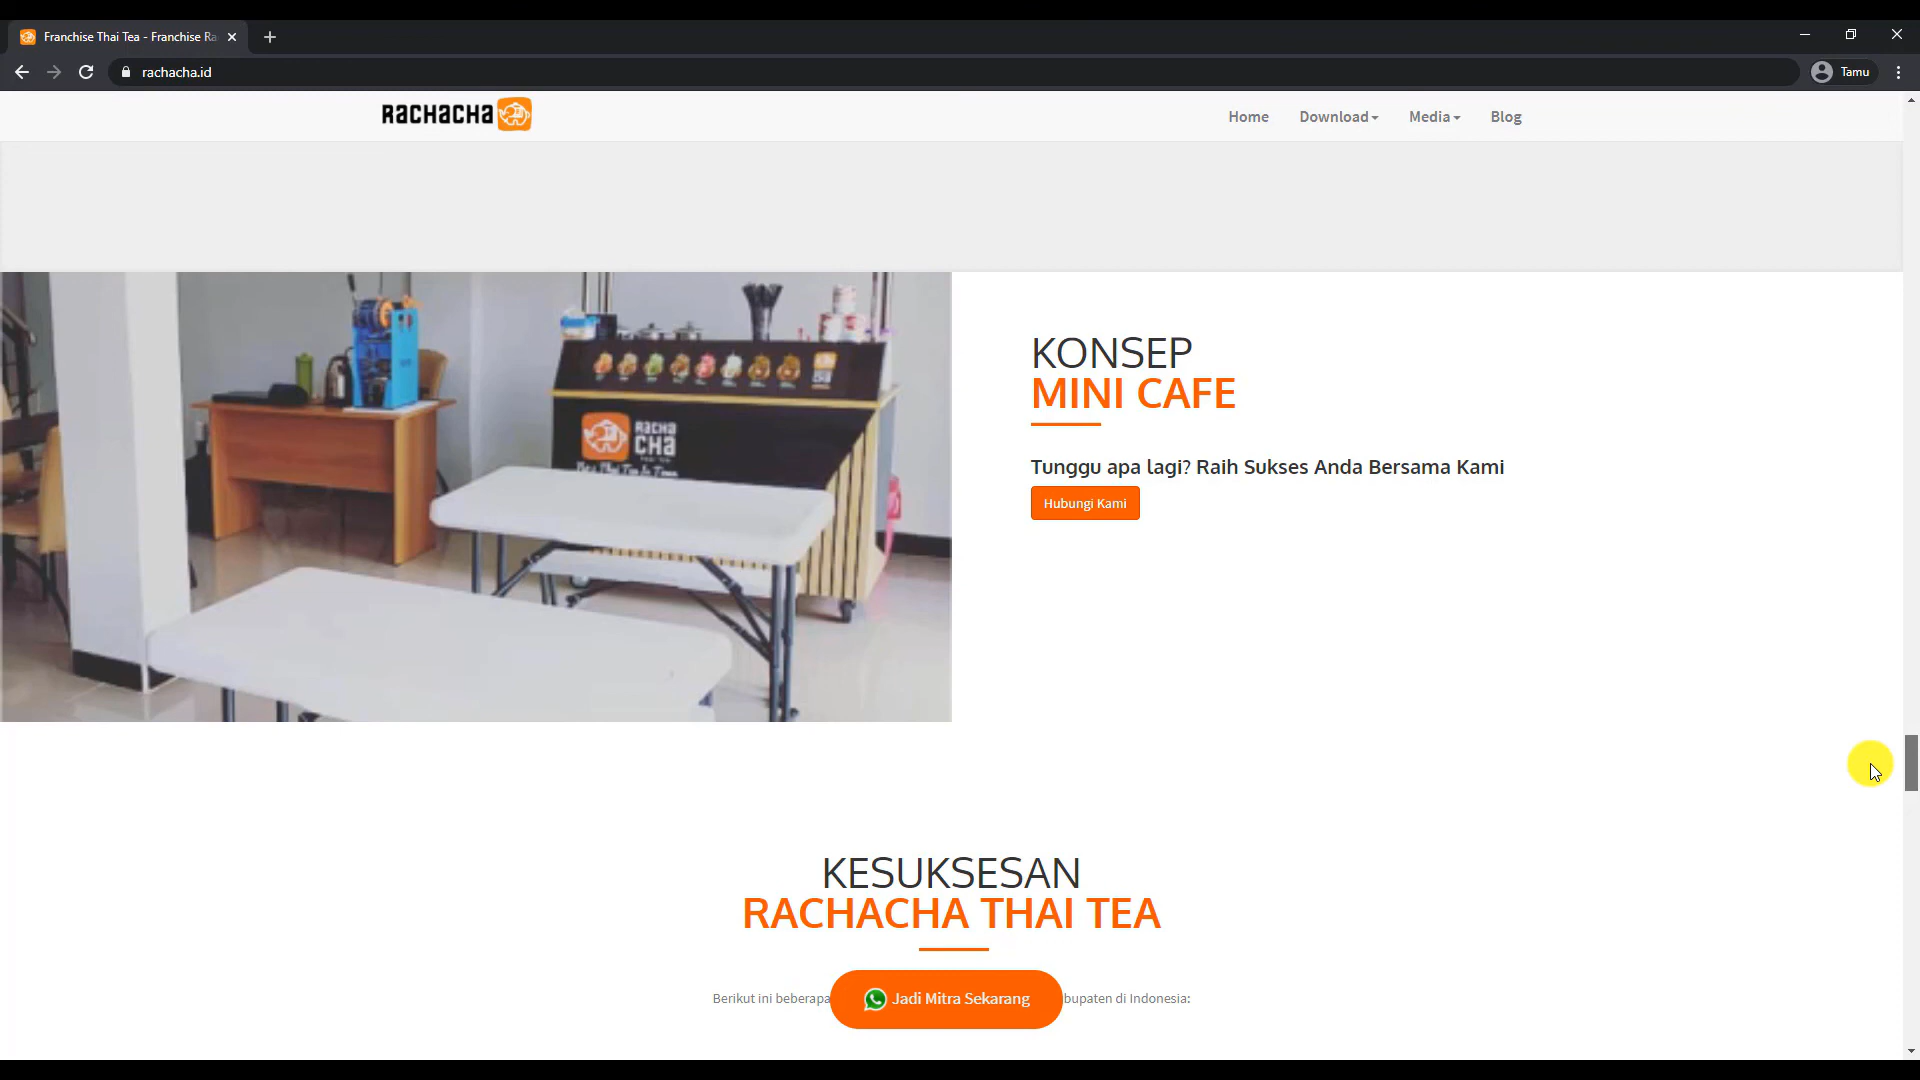 Franchise Thai Tea - Franchise Ra
rachacha.id
Tamu
RACHACHA
Home
Download
Media
Blog
RACHA
CHA
KONSEP
MINI CAFE
Tunggu apa lagi? Raih Sukses Anda Bersama Kami
Hubungi Kami
KESUKSESAN
RACHACHA THAI TEA
Berikut ini beberapa
Jadi Mitra Sekarang
bupaten di Indonesia: